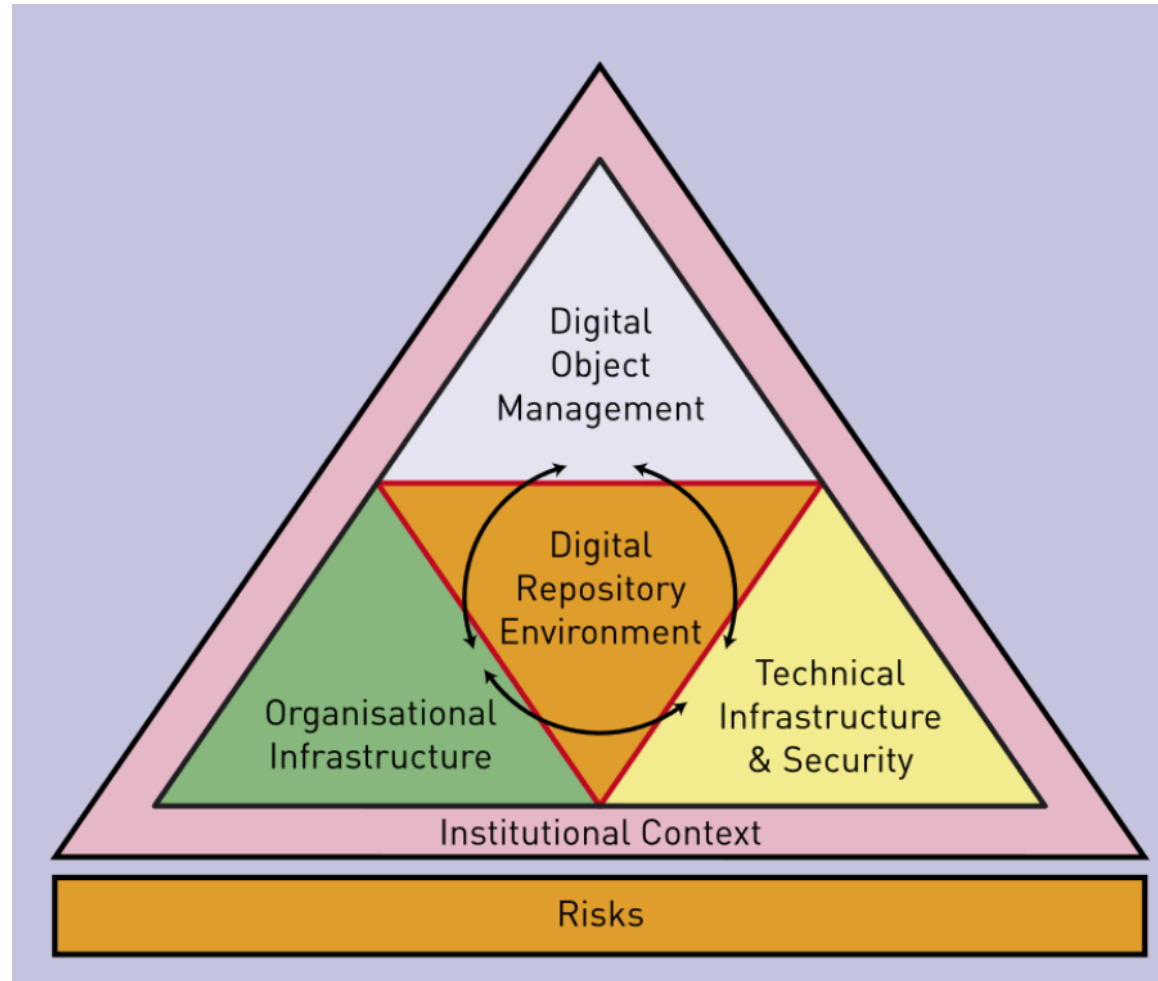 Digital
Object
Management
Digital
Repository
Environment
Organisational
Infrastructure
Technical
Infrastructure
& Security
Institutional Context
Risks